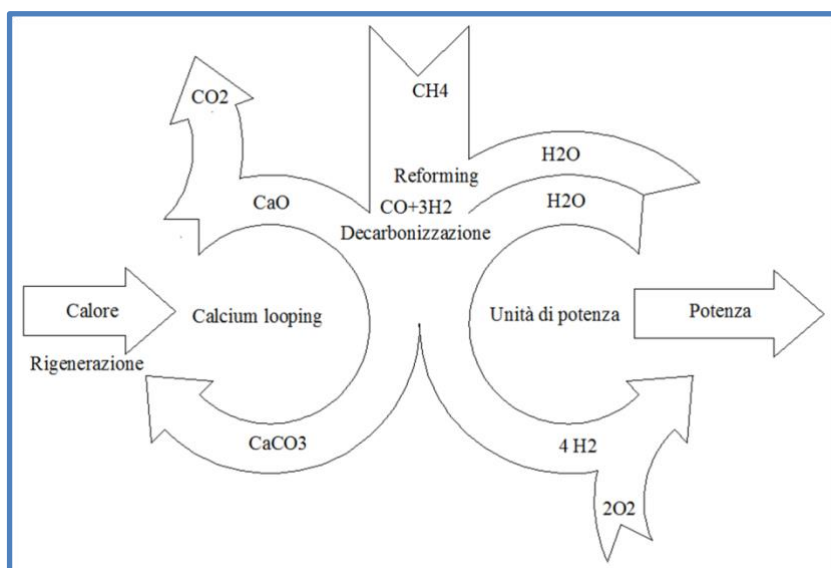 CO2
CH4
H2O
Reforming
CaO
CO+3H2
H2O
Decarbonizzazione
Calore
Calcium looping
Unità di potenza
Potenza
Rigenerazione
CaCO3
4 H2
2O2